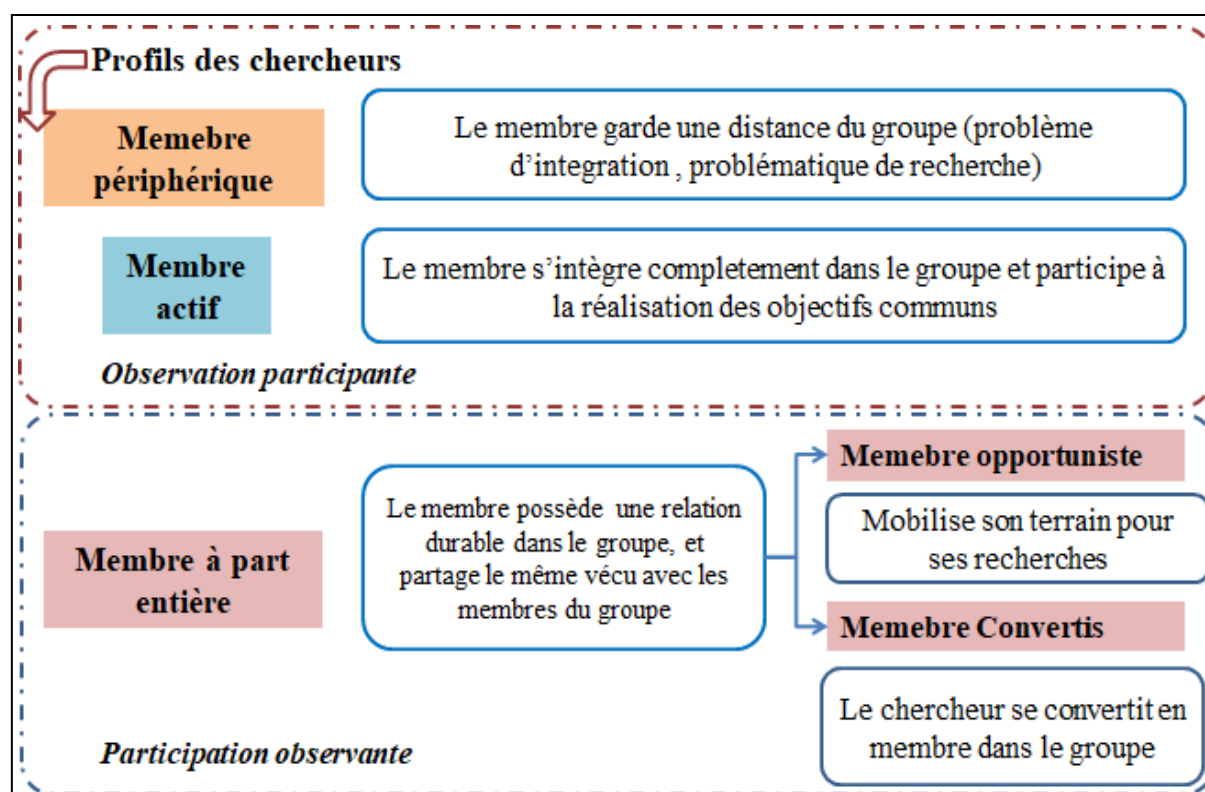 Profils des chercheurs
Memebre
périphérique
Le membre garde une distance du groupe (problème
d’integration , problématique de recherche)
Membre
actif
Le membre s’intègre completement dans le groupe et participe à
la réalisation des objectifs communs
Observation participante
Membre à part
entière
Le membre possède une relation
durable dans le groupe, et
partage le même vécu avec les
membres du groupe
Memebre opportuniste
Mobilise son terrain pour
ses recherches
Memebre Convertis
Le chercheur se convertit en
membre dans le groupe
Participation observante